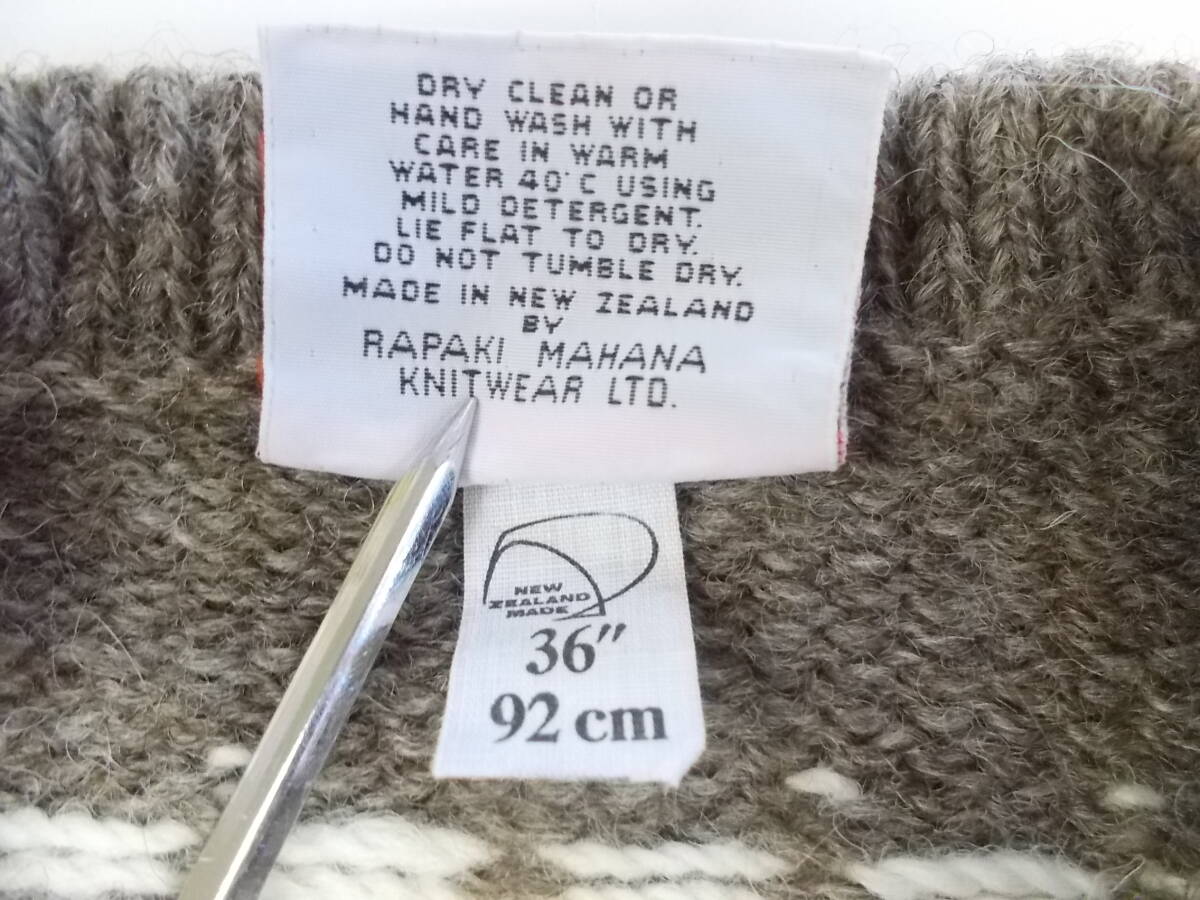 DRY CLEAN OR
HAND WASH WITH
CARE IN WARM
WATER 40°C USING
MILD DETERGENT.
LIE FLAT TO DRY.
DO NOT TUMBLE DRY.
MADE IN NEW ZEALAND
BY
RAPAKI MAHANA
KNITWEAR LTD.
NEW
ZEALAND
MADE
36"
92 cm